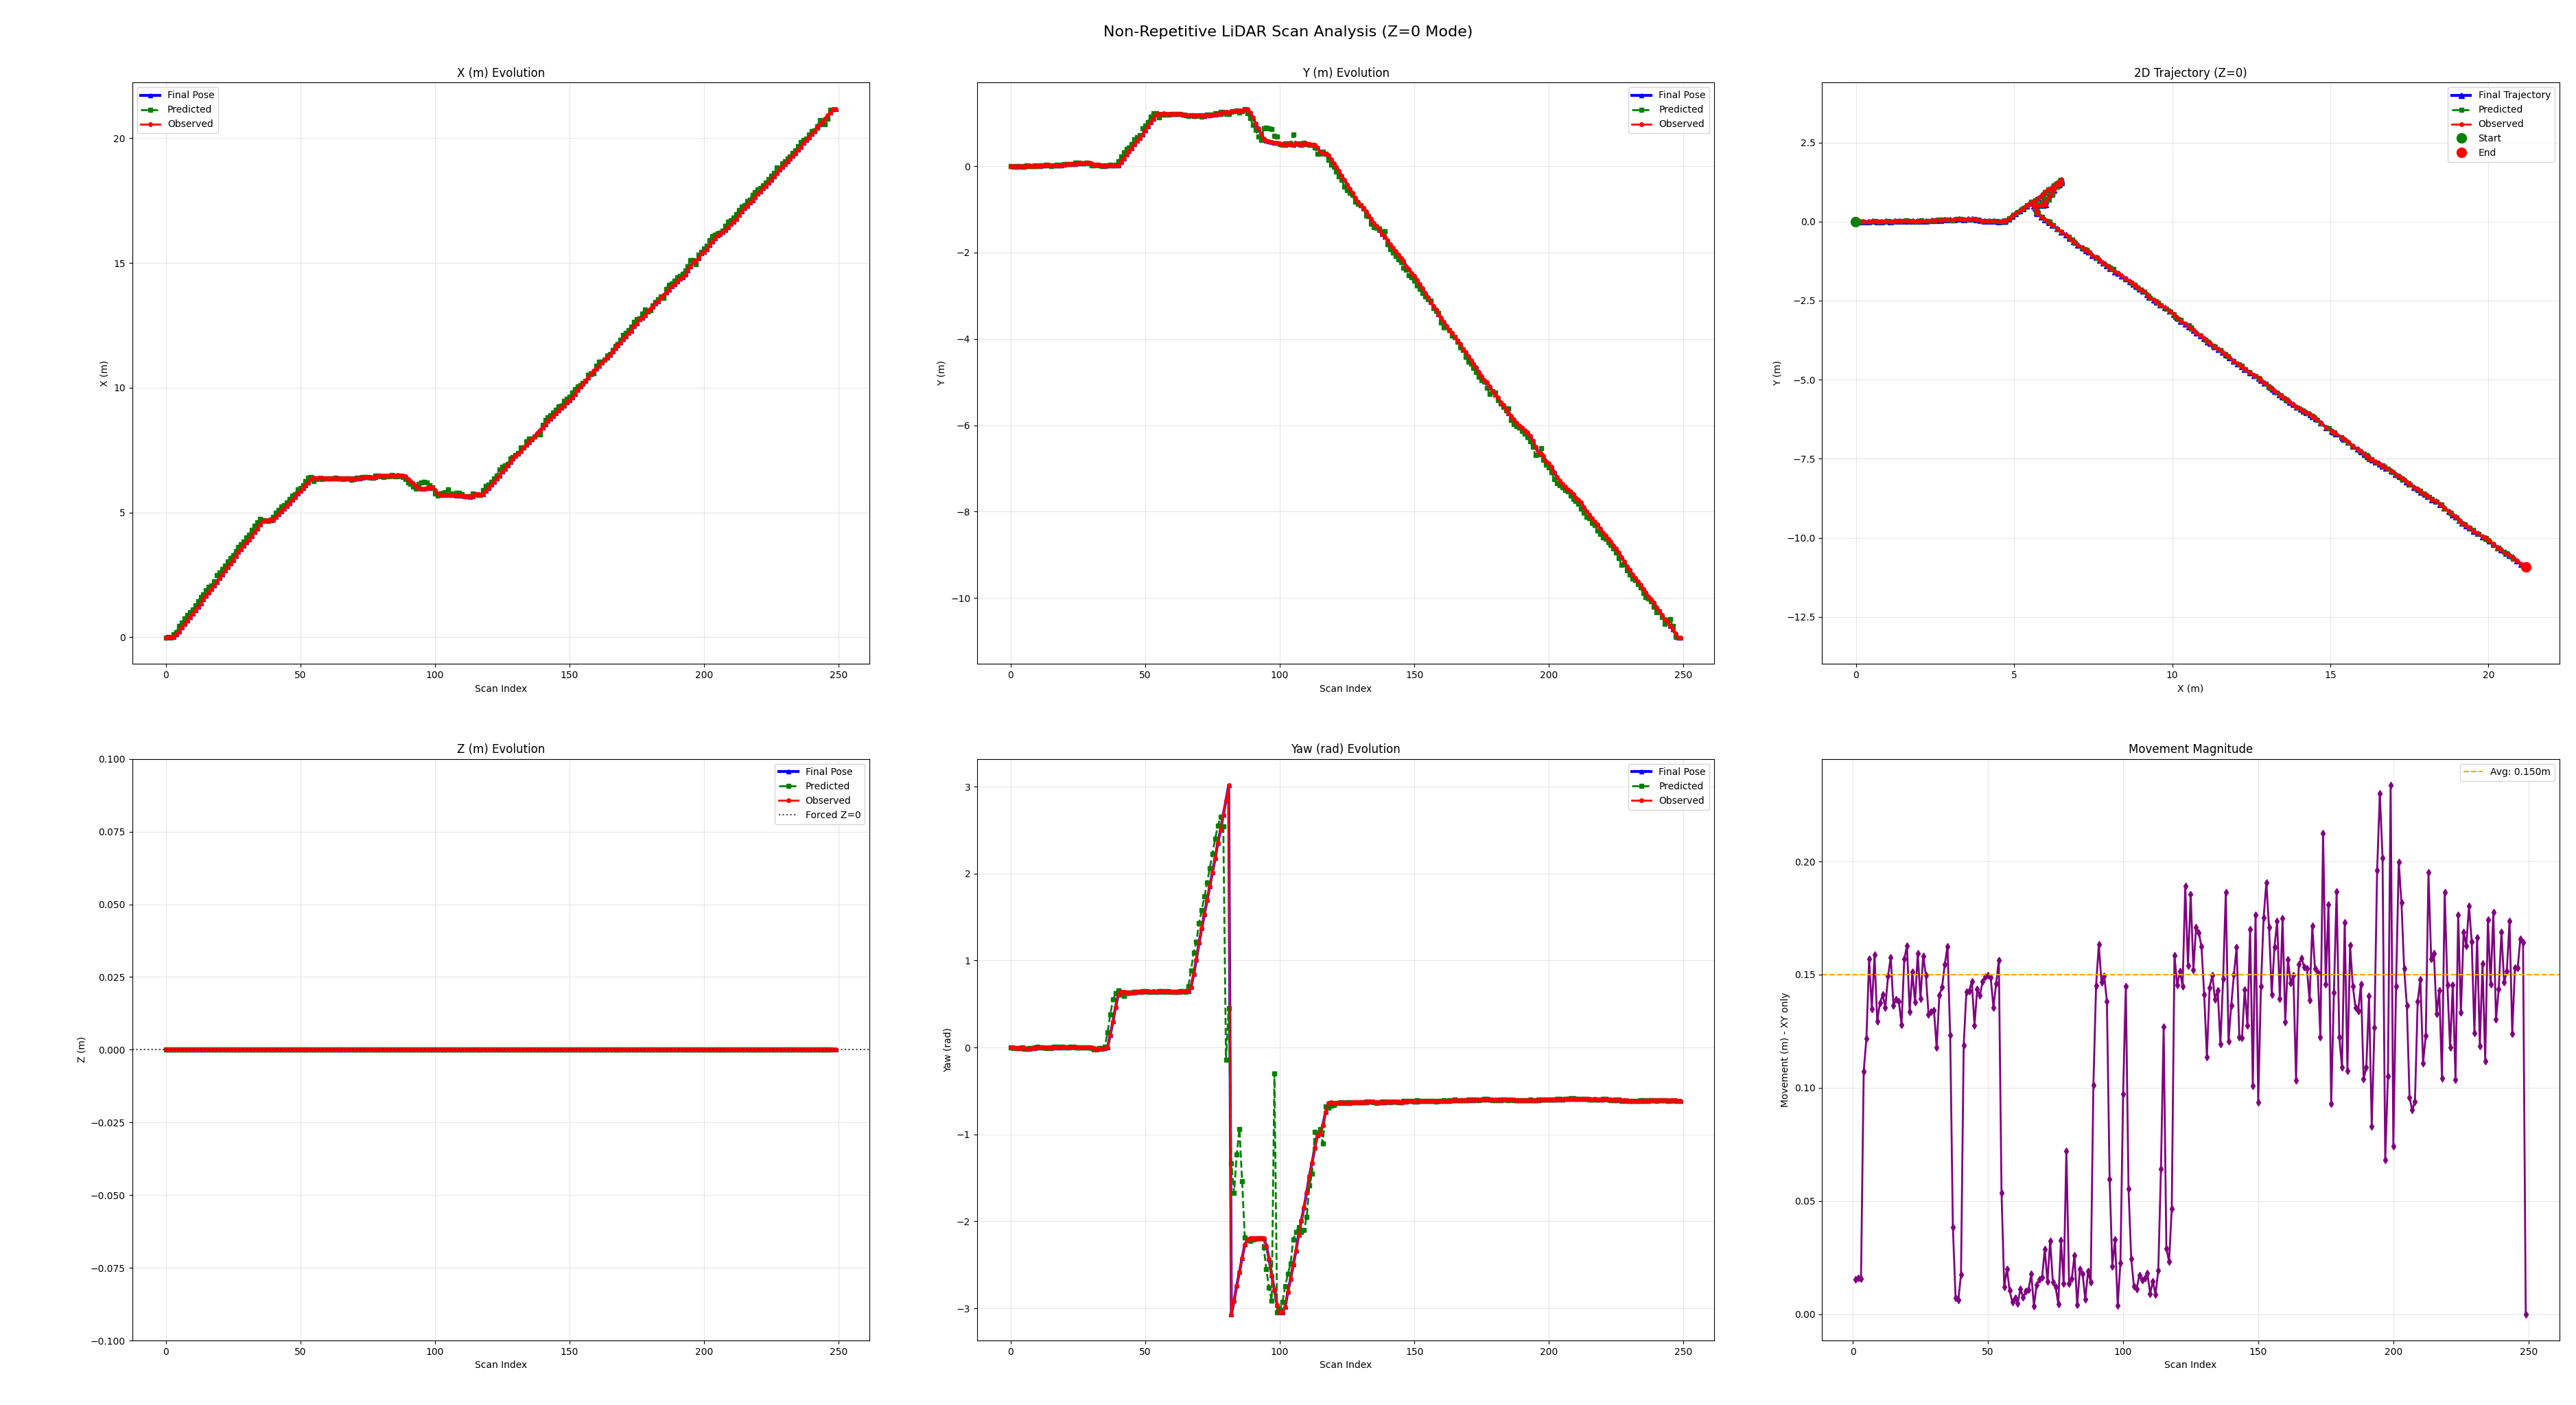 Non-Repetitive LiDAR Scan Analysis (Z=0 Mode)
X (m) Evolution
Final Pose
Predicted
Observed
X (m)
20
15
10
5
0
0 50 100 150 200 250
Scan Index
Y (m) Evolution
Final Pose
Predicted
Observed
Y (m)
0
−2
−4
−6
−8
−10
0 50 100 150 200 250
Scan Index
2D Trajectory (Z=0)
Final Trajectory
Predicted
Observed
Start
End
Y (m)
2.5
0.0
−2.5
−5.0
−7.5
−10.0
−12.5
0 5 10 15 20
X (m)
Z (m) Evolution
Final Pose
Predicted
Observed
Forced Z=0
Z (m)
0.100
0.075
0.050
0.025
0.000
−0.025
−0.050
−0.075
−0.100
0 50 100 150 200 250
Scan Index
Yaw (rad) Evolution
Final Pose
Predicted
Observed
Yaw (rad)
3
2
1
0
−1
−2
−3
0 50 100 150 200 250
Scan Index
Movement Magnitude
Avg: 0.150m
Movement (m) - XY only
0.20
0.15
0.10
0.05
0.00
0 50 100 150 200 250
Scan Index